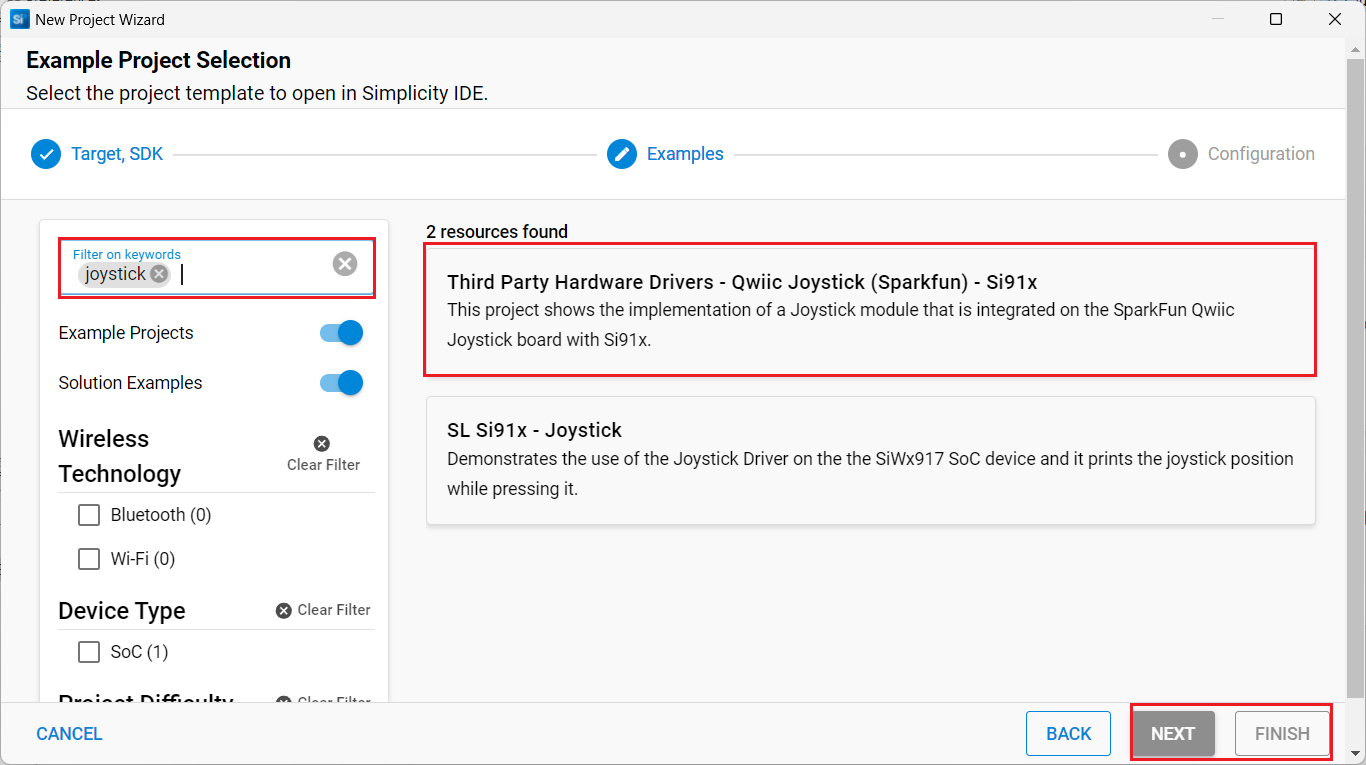 Si New Project Wizard
Example Project Selection
Select the project template to open in Simplicity IDE.
Target, SDK
Examples
Configuration
Filter on keywords
joystick
Example Projects
Solution Examples
Wireless
Technology
Clear Filter
Bluetooth (0)
Wi-Fi (0)
Device Type
Clear Filter
SoC (1)
Project Difficulty
Clear Filter
2 resources found
Third Party Hardware Drivers - Qwiic Joystick (Sparkfun) - Si91x
This project shows the implementation of a Joystick module that is integrated on the SparkFun Qwiic
Joystick board with Si91x.
SL Si91x - Joystick
Demonstrates the use of the Joystick Driver on the the SiWx917 SoC device and it prints the joystick position
while pressing it.
CANCEL
BACK
NEXT
FINISH